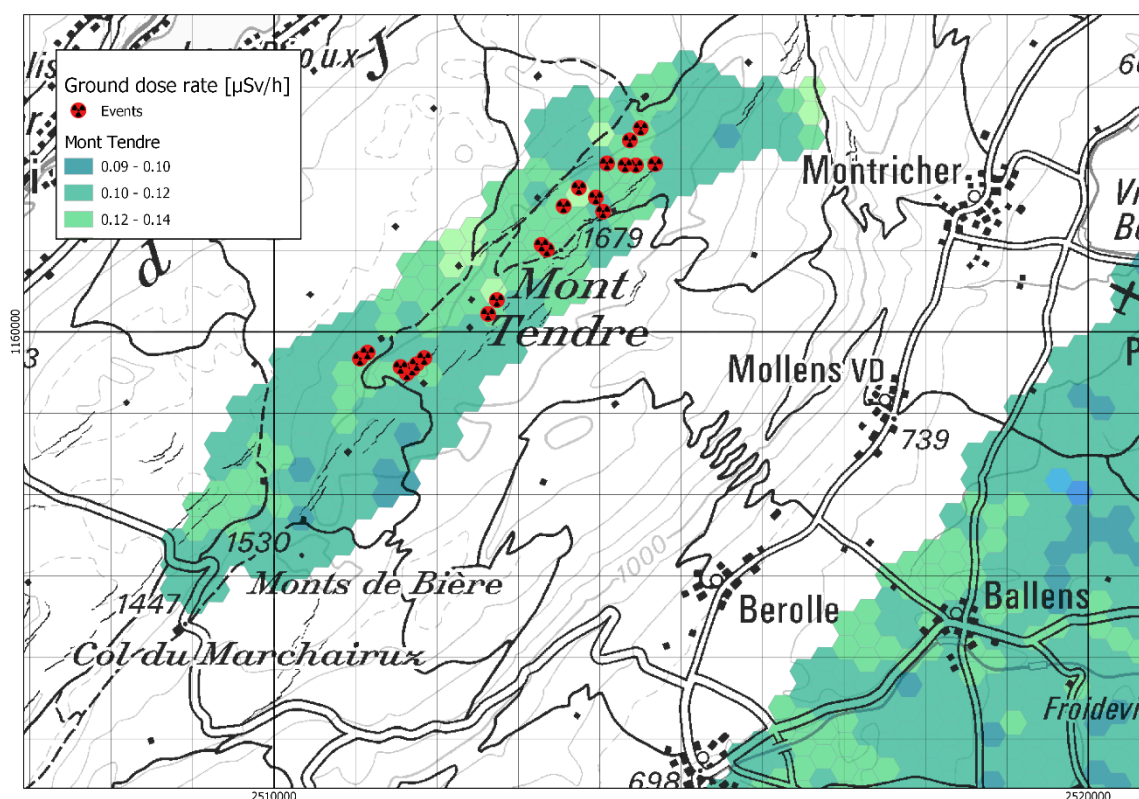 Ground dose rate [µSv/h]
Events
Mont Tendre
0.09 - 0.10
0.10 - 0.12
0.12 - 0.14
J
d
Montricher
1679
Mont
Tendre
1160000
3
Mollens VD
739
1000
1530
Monts de Bière
1447
Berolle
Ballens
Col du Marchairux
698
2510000
2520000